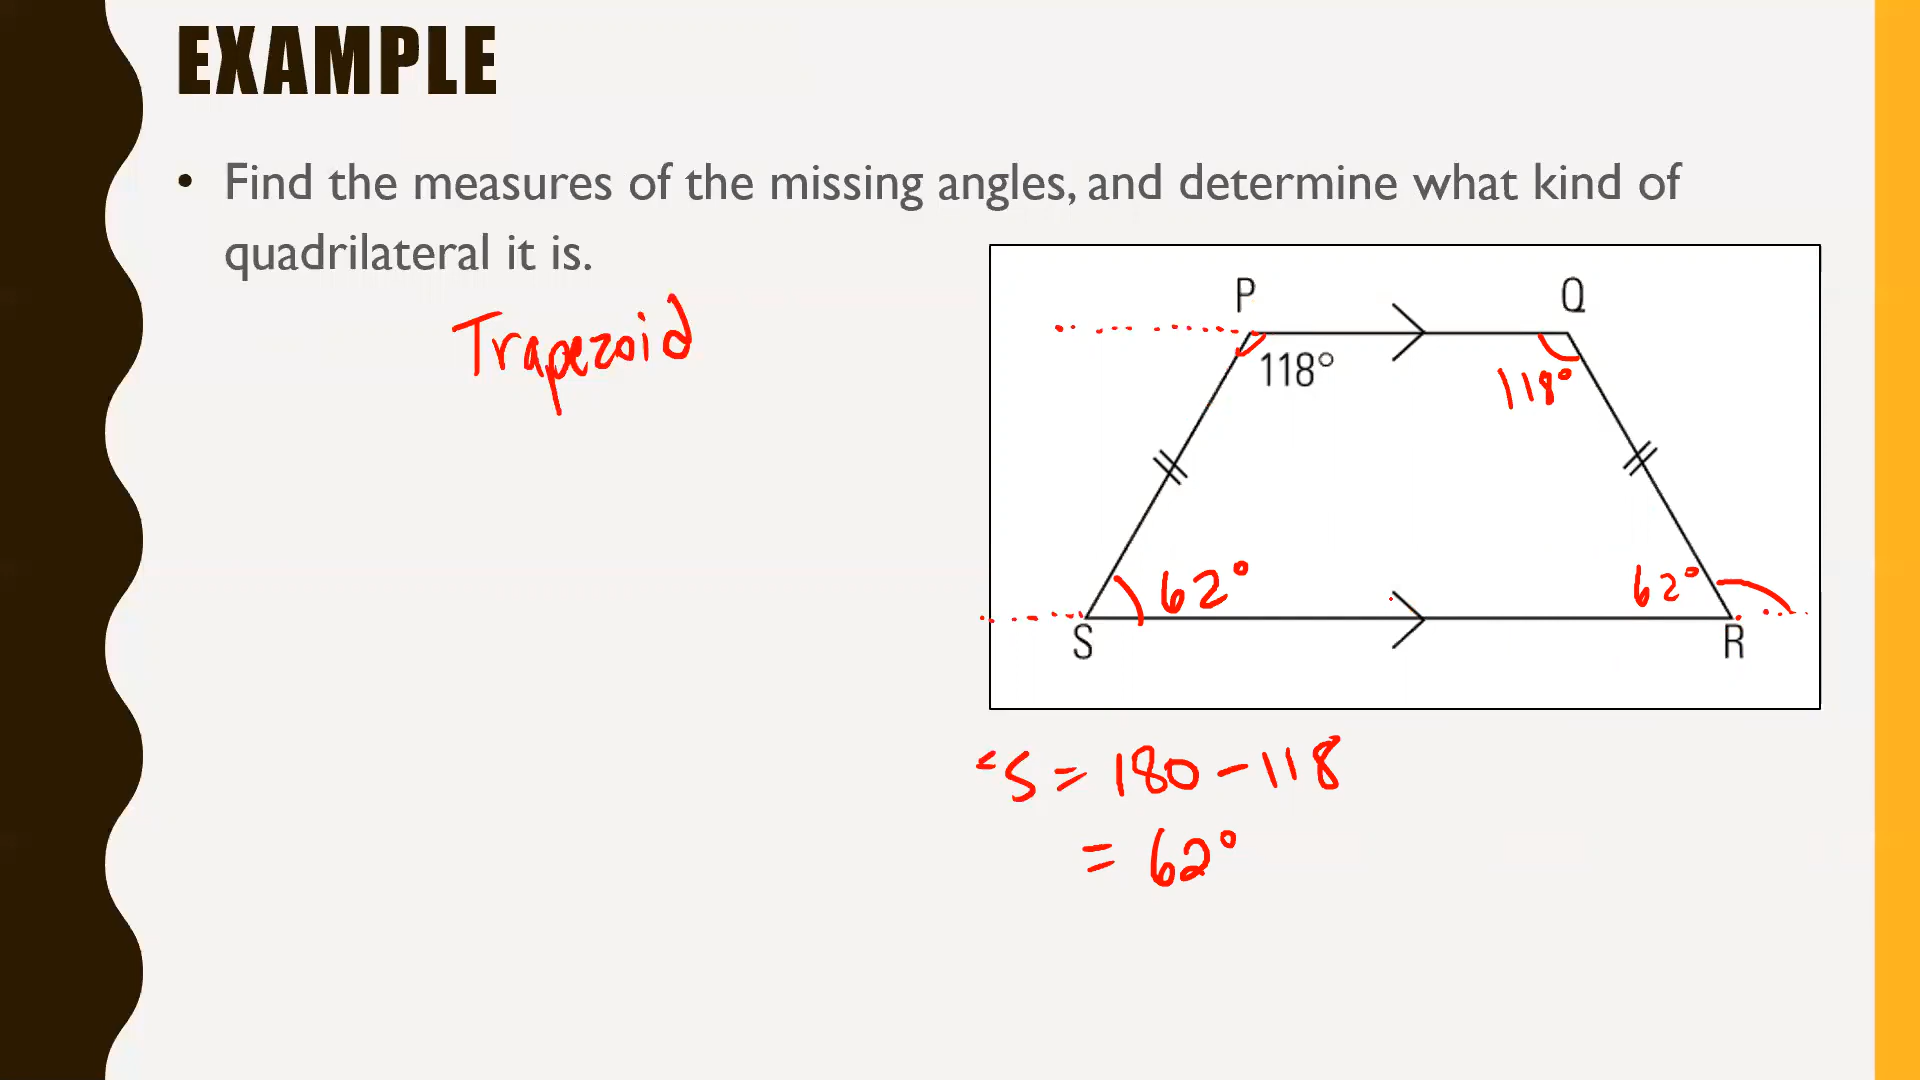 EXAMPLE
• Find the measures of the missing angles, and determine what kind of
quadrilateral it is.
Trapezoid
P
Q
118°
118°
62°
62°
S
R
∠S = 180 - 118
= 62°